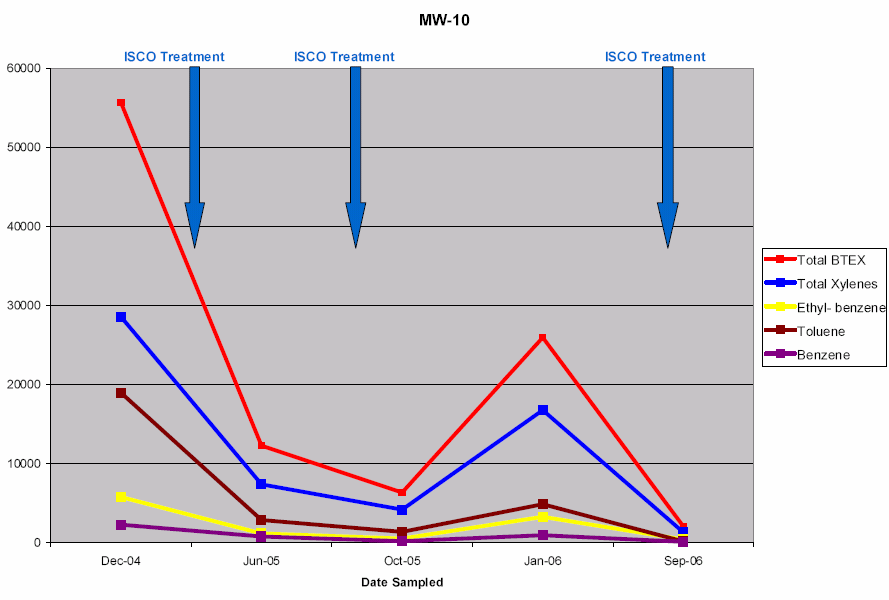 MW-10
ISCO Treatment ISCO Treatment ISCO Treatment
60000
50000
40000
30000
20000
10000
0
Dec-04 Jun-05 Oct-05 Jan-06 Sep-06
Date Sampled
Total BTEX
Total Xylenes
Ethyl- benzene
Toluene
Benzene